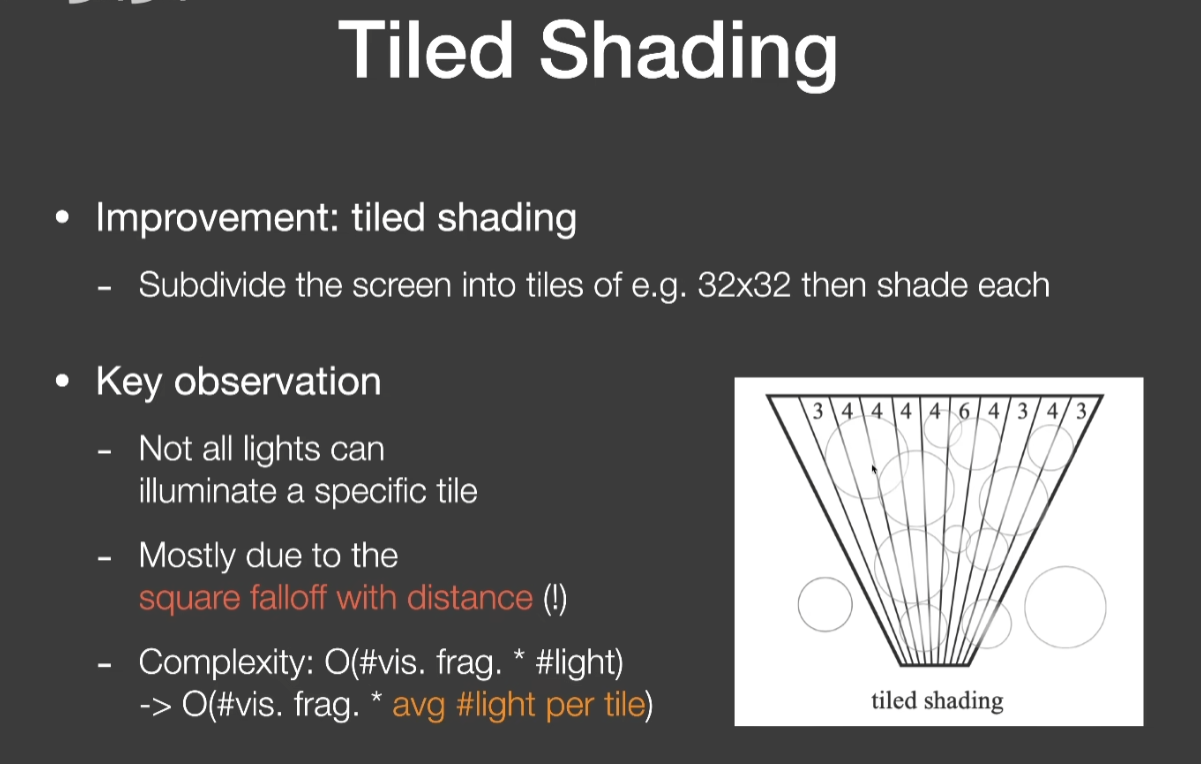 Tiled Shading
• Improvement: tiled shading
- Subdivide the screen into tiles of e.g. 32x32 then shade each
• Key observation
- Not all lights can
illuminate a specific tile
- Mostly due to the
square falloff with distance (!)
- Complexity: O(#vis. frag. * #light)
-> O(#vis. frag. * avg #light per tile)
3 4 4 4 4 6 4 3 4 3
tiled shading